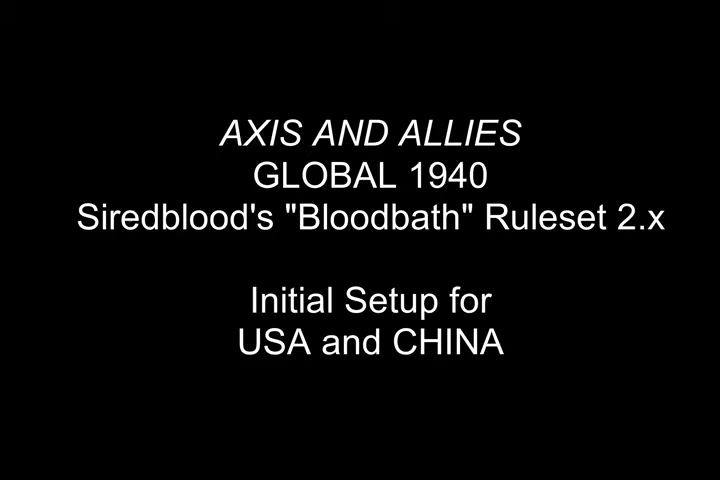 AXIS AND ALLIES
GLOBAL 1940
Siredblood's "Bloodbath" Ruleset 2.x
Initial Setup for
USA and CHINA